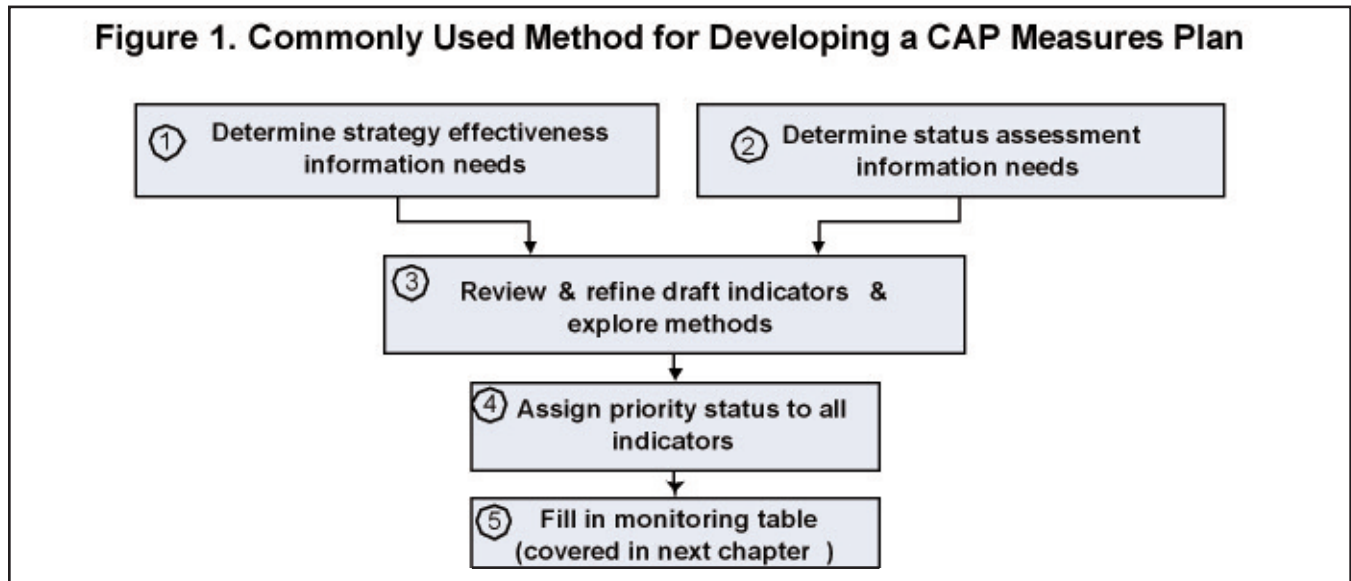 Figure 1. Commonly Used Method for Developing a CAP Measures Plan
1 Determine strategy effectiveness
information needs
2 Determine status assessment
information needs
3 Review & refine draft indicators &
explore methods
4 Assign priority status to all
indicators
5 Fill in monitoring table
(covered in next chapter )